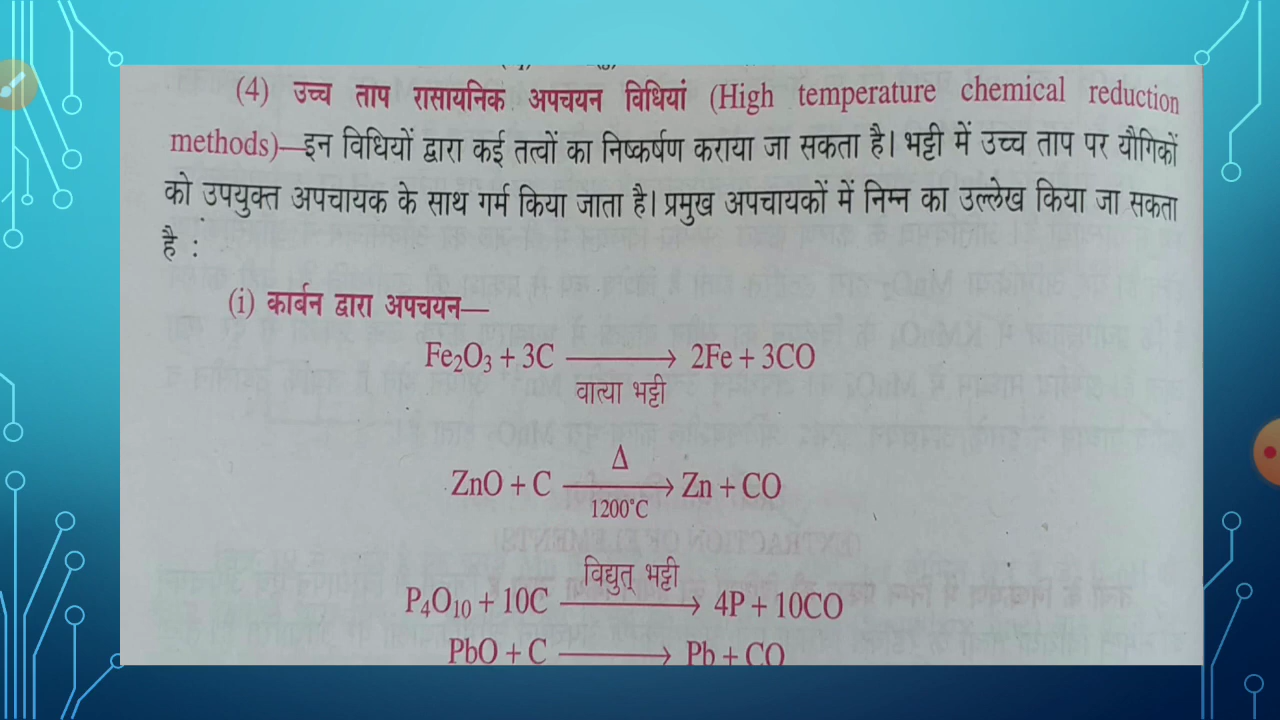 (4) उच्च ताप रासायनिक अपचयन विधियां (High temperature chemical reduction
methods)—इन विधियों द्वारा कई तत्वों का निष्कर्षण कराया जा सकता है। भट्टी में उच्च ताप पर यौगिकों
को उपयुक्त अपचायक के साथ गर्म किया जाता है। प्रमुख अपचायकों में निम्न का उल्लेख किया जा सकता
है :
(i) कार्बन द्वारा अपचयन—
Fe₂O₃ + 3C ⟶ 2Fe + 3CO
वात्या भट्टी
Δ
ZnO + C ⟶ Zn + CO
1200°C
विद्युत् भट्टी
P₄O₁₀ + 10C ⟶ 4P + 10CO
PbO + C ⟶ Pb + CO